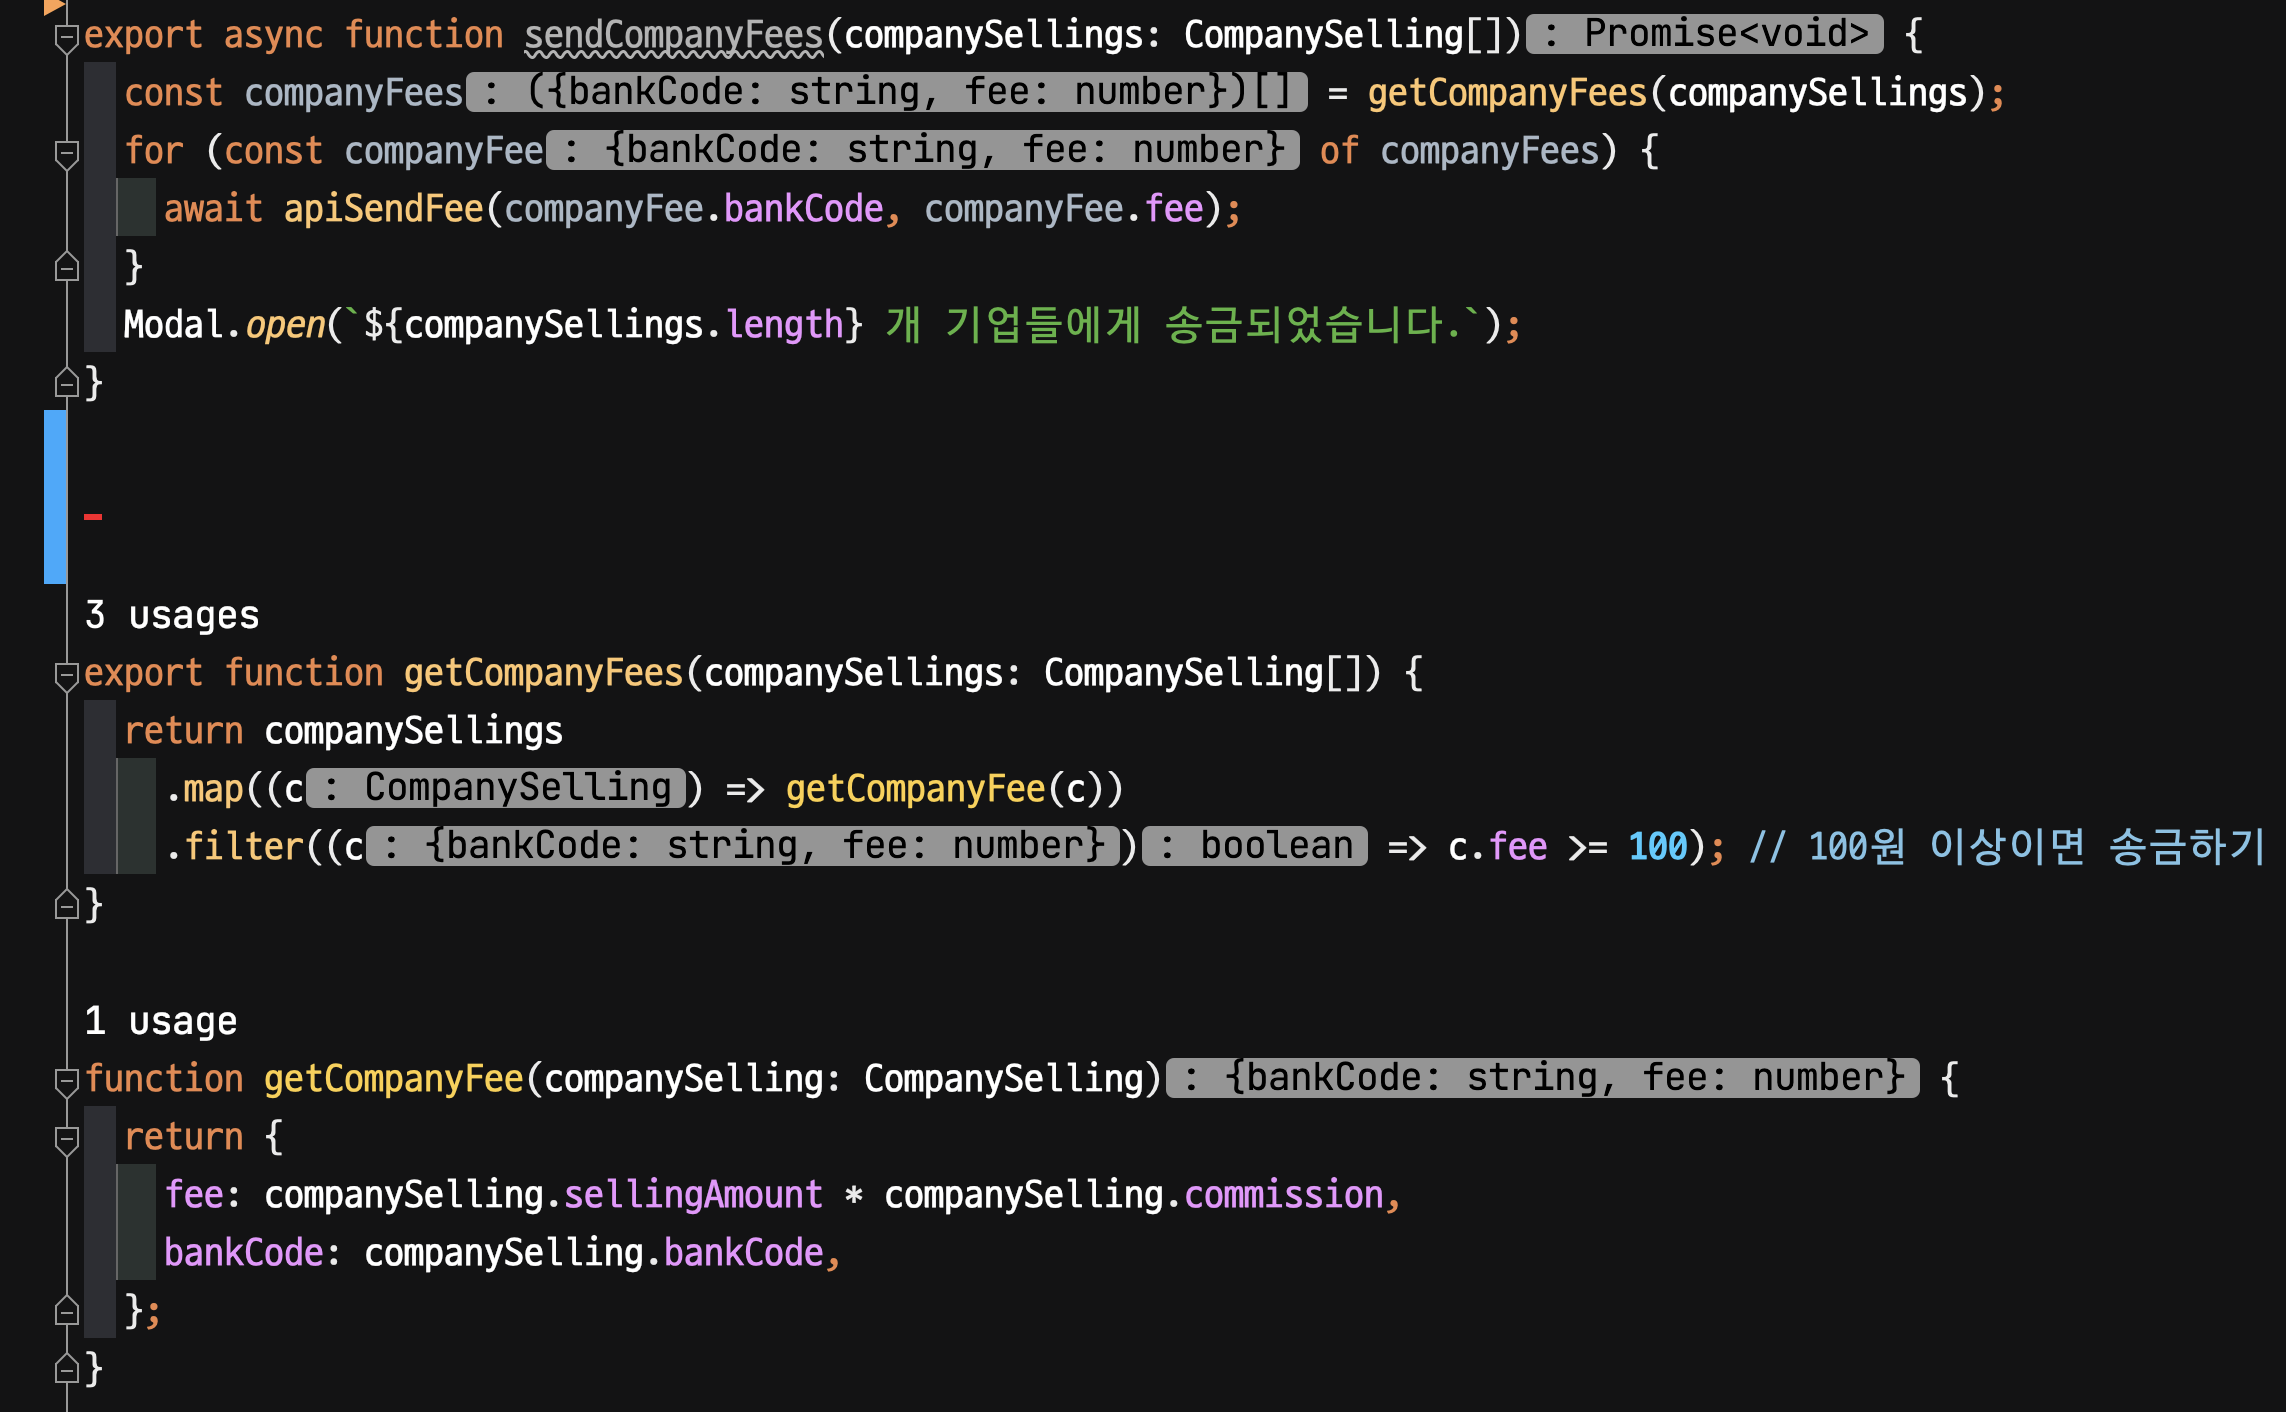 export async function sendCompanyFees(companySellings: CompanySelling[]) : Promise<void> {
const companyFees : ({bankCode: string, fee: number})[] = getCompanyFees(companySellings);
for (const companyFee : {bankCode: string, fee: number} of companyFees) {
await apiSendFee(companyFee.bankCode, companyFee.fee);
}
Modal.open(`${companySellings.length} 개 기업들에게 송금되었습니다.`);
}
3 usages
export function getCompanyFees(companySellings: CompanySelling[]) {
return companySellings
.map((c : CompanySelling) => getCompanyFee(c))
.filter((c : {bankCode: string, fee: number}) : boolean => c.fee >= 100); // 100원 이상이면 송금하기
}
1 usage
function getCompanyFee(companySelling: CompanySelling) : {bankCode: string, fee: number} {
return {
fee: companySelling.sellingAmount * companySelling.commission,
bankCode: companySelling.bankCode,
};
}